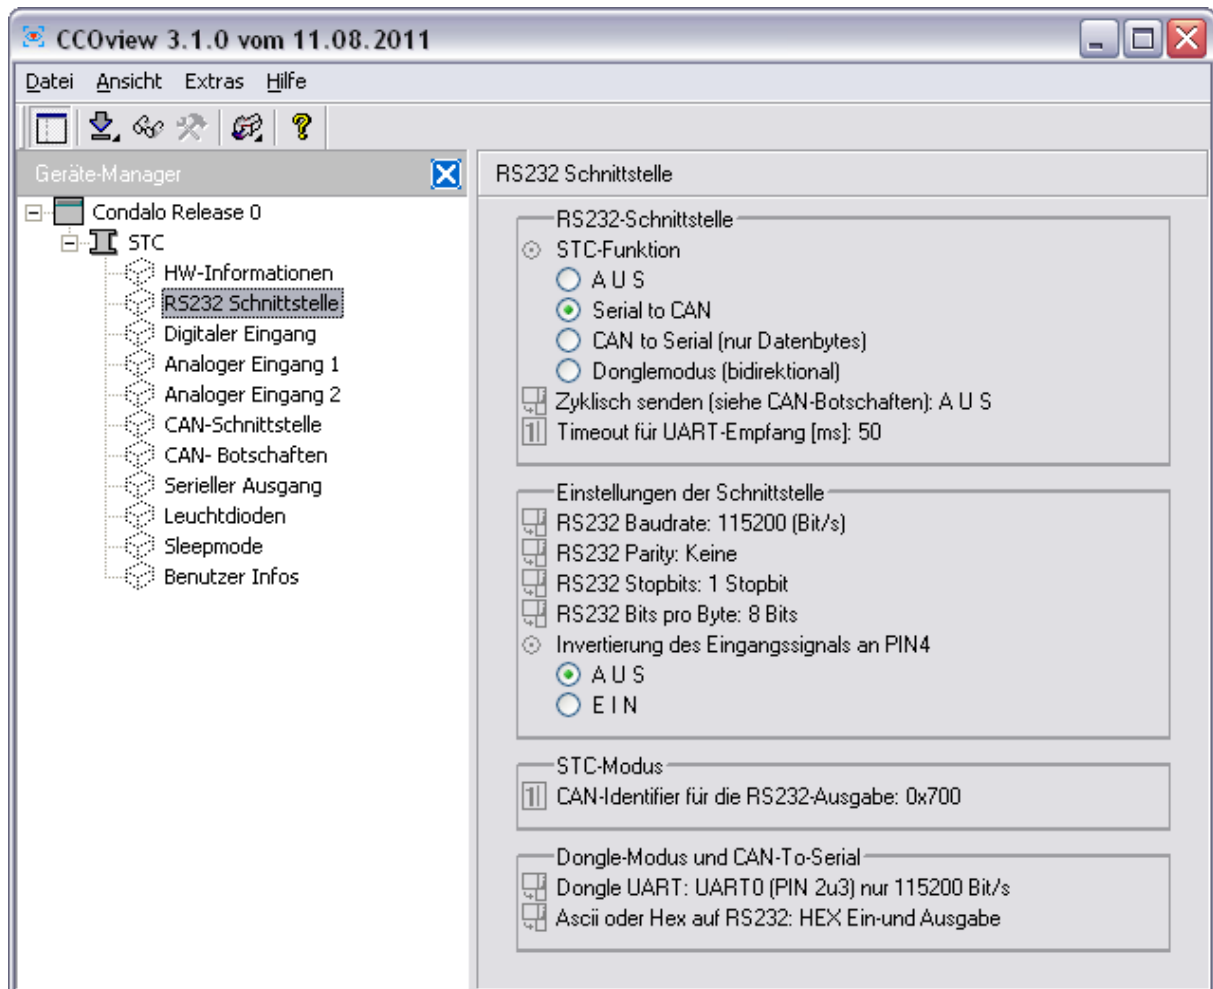 CCOview 3.1.0 vom 11.08.2011
Datei Ansicht Extras Hilfe
Geräte-Manager
Condalo Release 0
STC
HW-Informationen
RS232 Schnittstelle
Digitaler Eingang
Analoger Eingang 1
Analoger Eingang 2
CAN-Schnittstelle
CAN- Botschaften
Serieller Ausgang
Leuchtdioden
Sleepmode
Benutzer Infos
RS232 Schnittstelle
RS232-Schnittstelle
STC-Funktion
A U S
Serial to CAN
CAN to Serial (nur Datenbytes)
Donglemodus (bidirektional)
Zyklisch senden (siehe CAN-Botschaften): A U S
Timeout für UART-Empfang [ms]: 50
Einstellungen der Schnittstelle
RS232 Baudrate: 115200 (Bit/s)
RS232 Parity: Keine
RS232 Stopbits: 1 Stopbit
RS232 Bits pro Byte: 8 Bits
Invertierung des Eingangssignals an PIN4
A U S
E I N
STC-Modus
CAN-Identifier für die RS232-Ausgabe: 0x700
Dongle-Modus und CAN-To-Serial
Dongle UART: UART0 (PIN 2u3) nur 115200 Bit/s
Ascii oder Hex auf RS232: HEX Ein-und Ausgabe